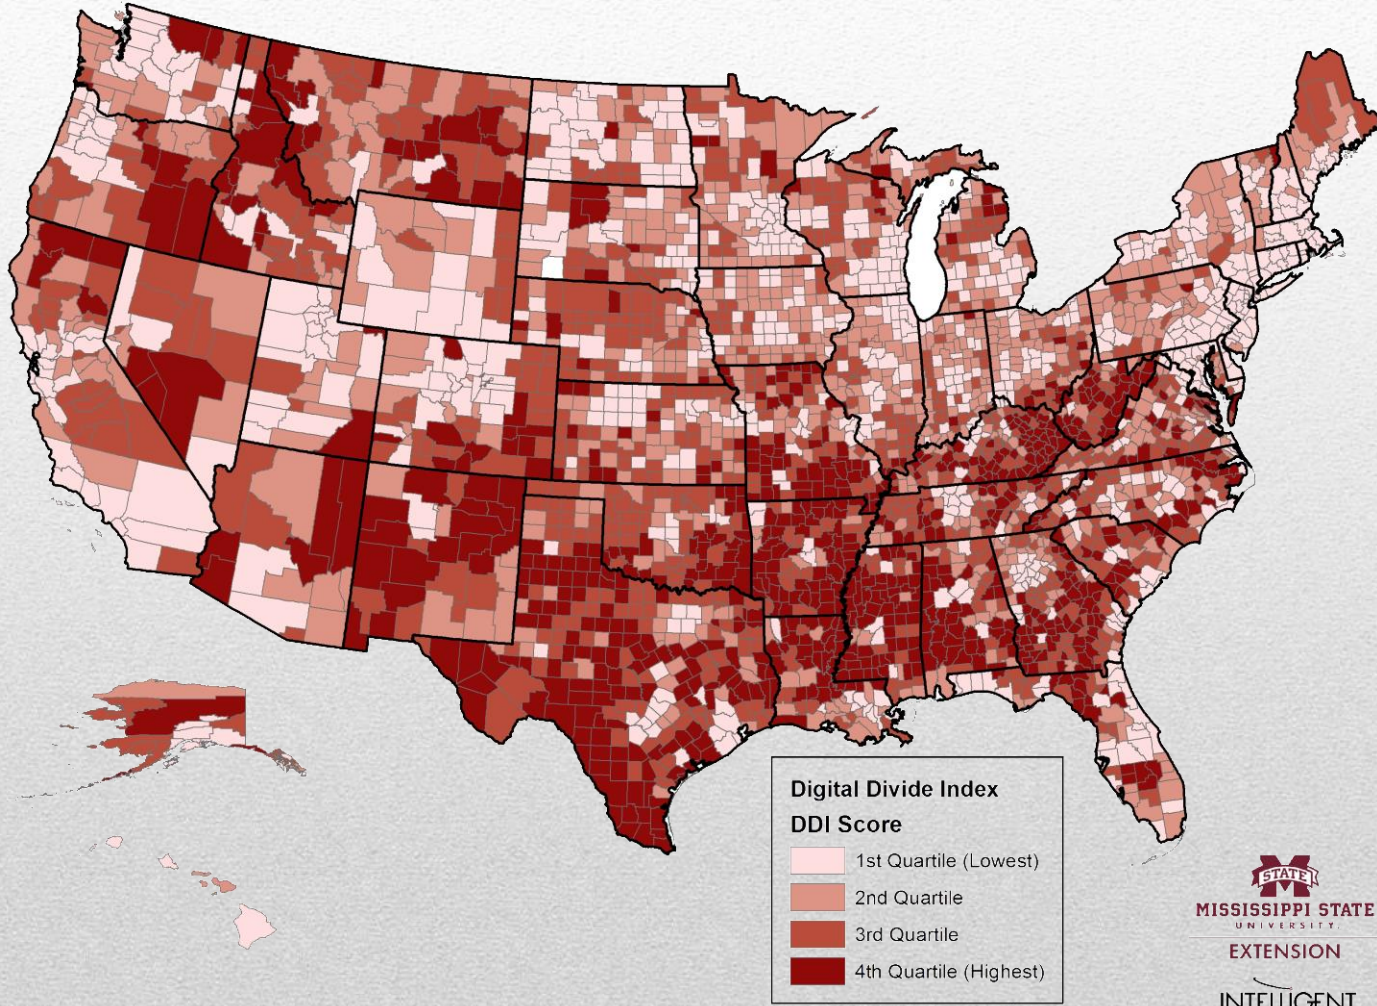 Digital Divide Index
DDI Score
1st Quartile (Lowest)
2nd Quartile
3rd Quartile
4th Quartile (Highest)
STATE
MISSISSIPPI STATE
UNIVERSITY.
EXTENSION
INTELLIGENT